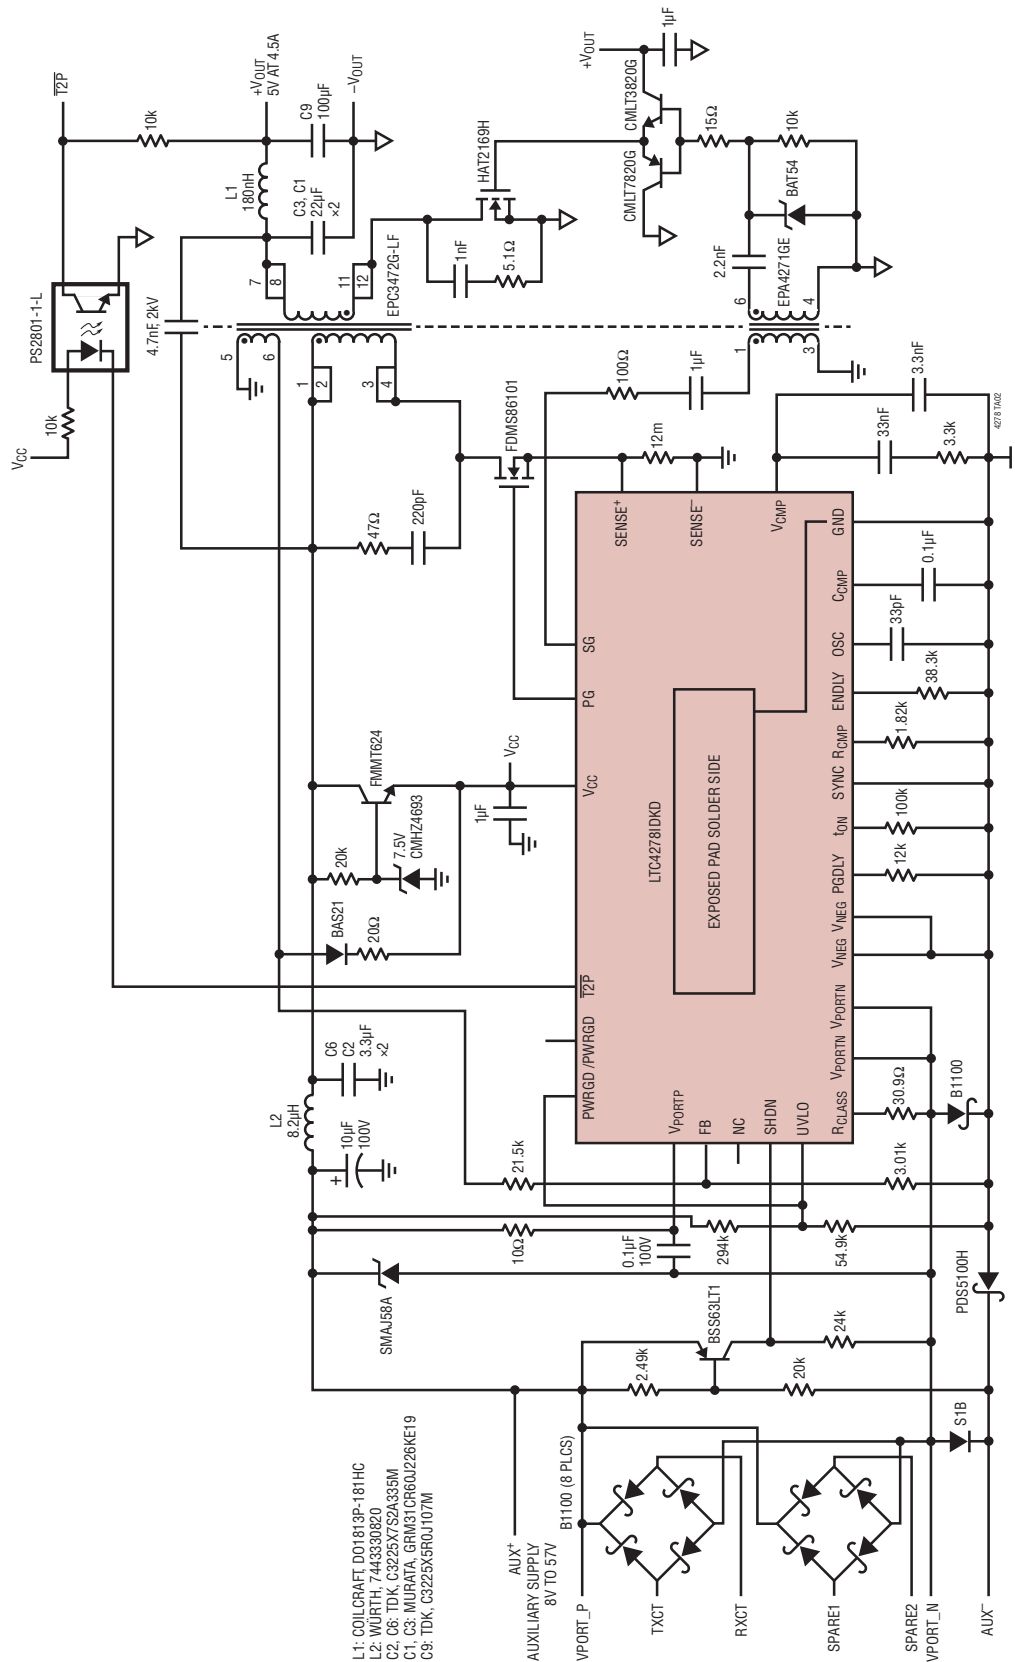 L1: COILCRAFT, DO1813P-181HC
L2: WÜRTH, 7443330820
C2, C6: TDK, C3225X7S2A335M
C1, C3: MURATA, GRM31CR60J226KE19
C9: TDK, C3225X5R0J107M
AUX+
AUXILIARY SUPPLY
8V TO 57V
VPORT_P
B1100 (8 PLCS)
TXCT
RXCT
SPARE1
SPARE2
VPORT_N
AUX–
S1B
2.49k
20k
BSS63LT1
24k
PDS5100H
SMAJ58A
10Ω
0.1µF
100V
294k
54.9k
+
10µF
100V
L2
8.2µH
C6
C2
3.3µF
×2
21.5k
3.01k
30.9Ω
B1100
BAS21
20Ω
20k
7.5V
CMHZ4693
FMMT624
1µF
VCC
47Ω
220pF
VCC
10k
PS2801-1-L
T2P
10k
4.7nF, 2kV
+VOUT
5V AT 4.5A
–VOUT
L1
180nH
C9
100µF
C3, C1
22µF
×2
5
6
7
8
1
2
3
4
11
12
EPC3472G-LF
1nF
5.1Ω
HAT2169H
FDMS86101
12m
100Ω
1µF
+VOUT
1µF
CMLT3820G
CMLT7820G
15Ω
10k
BAT54
2.2nF
EPA4271GE
6
4
1
3
LTC4278IDKD
EXPOSED PAD SOLDER SIDE
PWRGD /PWRGD
T2P
VCC
PG
SG
SENSE+
SENSE–
VCMP
VPORTP
FB
NC
SHDN
UVLO
RCLASS
VPORTN
VPORTN
VNEG
VNEG
PGDLY
tON
SYNC
RCMP
ENDLY
OSC
CCMP
GND
12k
100k
1.82k
38.3k
33pF
0.1µF
33nF
3.3k
3.3nF
4278 TA02